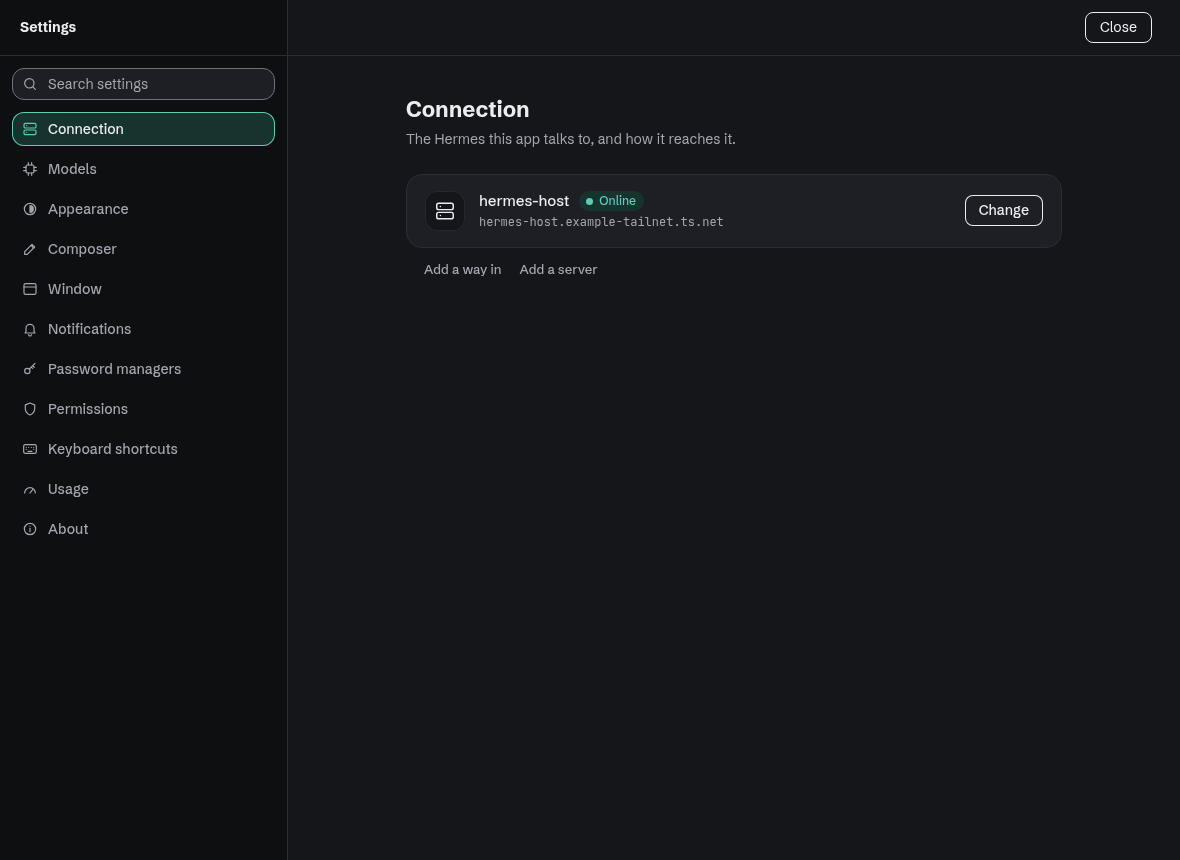 Settings
Close
Search settings
Connection
Models
Appearance
Composer
Window
Notifications
Password managers
Permissions
Keyboard shortcuts
Usage
About
Connection
The Hermes this app talks to, and how it reaches it.
hermes-host Online
hermes-host.example-tailnet.ts.net
Change
Add a way in Add a server